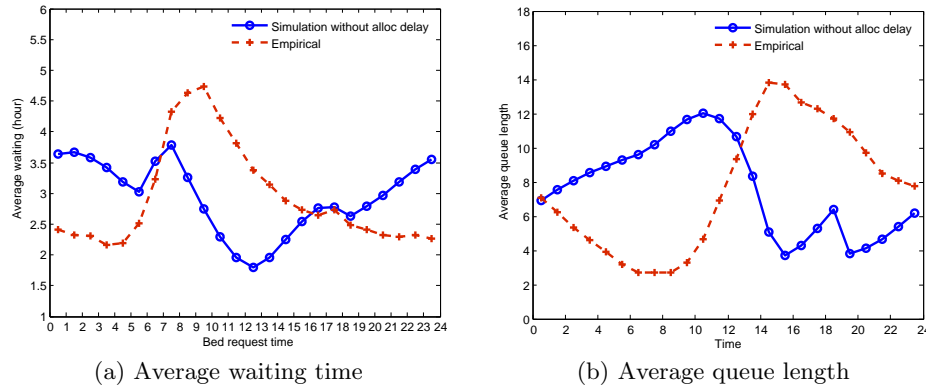 6
5.5
5
4.5
4
3.5
3
2.5
2
1.5
1
Average waiting (hour)
Simulation without alloc delay
Empirical
0 1 2 3 4 5 6 7 8 9 10 11 12 13 14 15 16 17 18 19 20 21 22 23 24
Bed request time
(a) Average waiting time
18
16
14
12
10
8
6
4
2
0
Average queue length
Simulation without alloc delay
Empirical
0 2 4 6 8 10 12 14 16 18 20 22 24
Time
(b) Average queue length